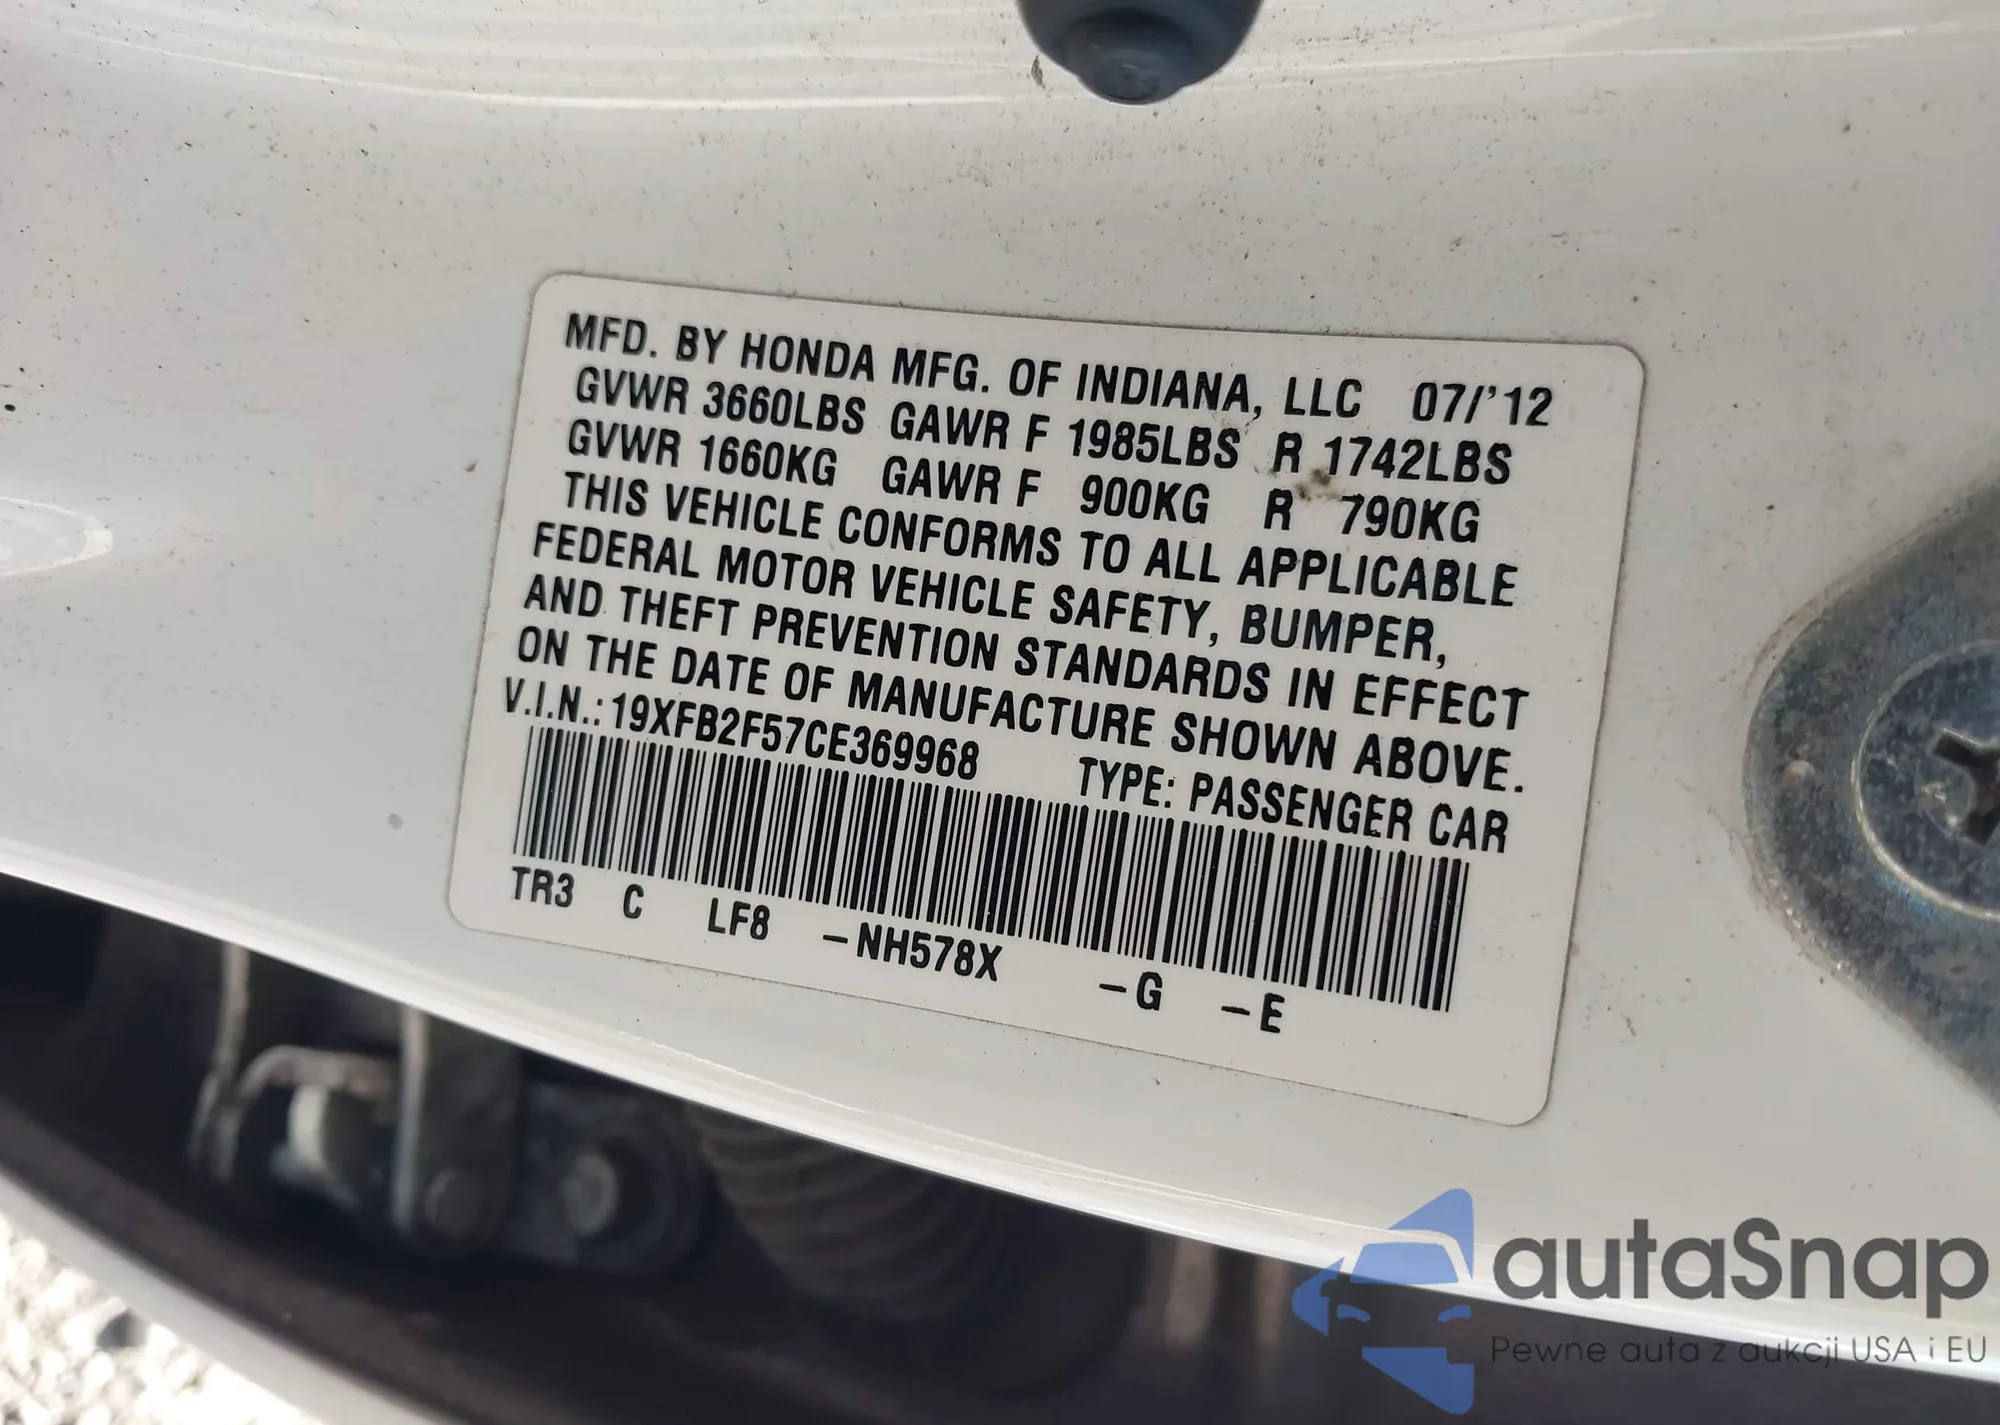 MFD. BY HONDA MFG. OF INDIANA, LLC 07/'12
GVWR 3660LBS GAWR F 1985LBS R 1742LBS
GVWR 1660KG GAWR F 900KG R 790KG
THIS VEHICLE CONFORMS TO ALL APPLICABLE
FEDERAL MOTOR VEHICLE SAFETY, BUMPER,
AND THEFT PREVENTION STANDARDS IN EFFECT
ON THE DATE OF MANUFACTURE SHOWN ABOVE.
V.I.N.:19XFB2F57CE369968 TYPE: PASSENGER CAR
TR3 C LF8 -NH578X -G -E
autaSnap
Pewne auta z aukcji USA i EU